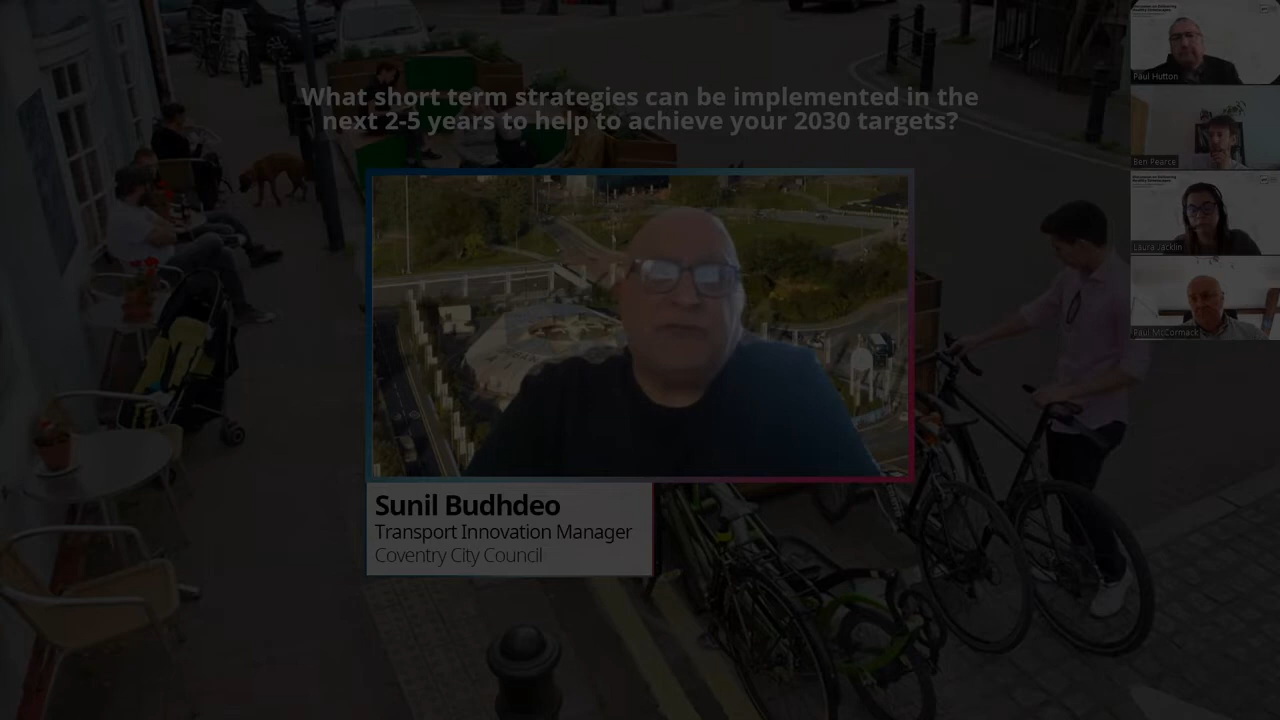 What short term strategies can be implemented in the
next 2-5 years to help to achieve your 2030 targets?
Sunil Budhdeo
Transport Innovation Manager
Coventry City Council
Paul Hutton
Ben Pearce
Laura Jacklin
Paul McCormack